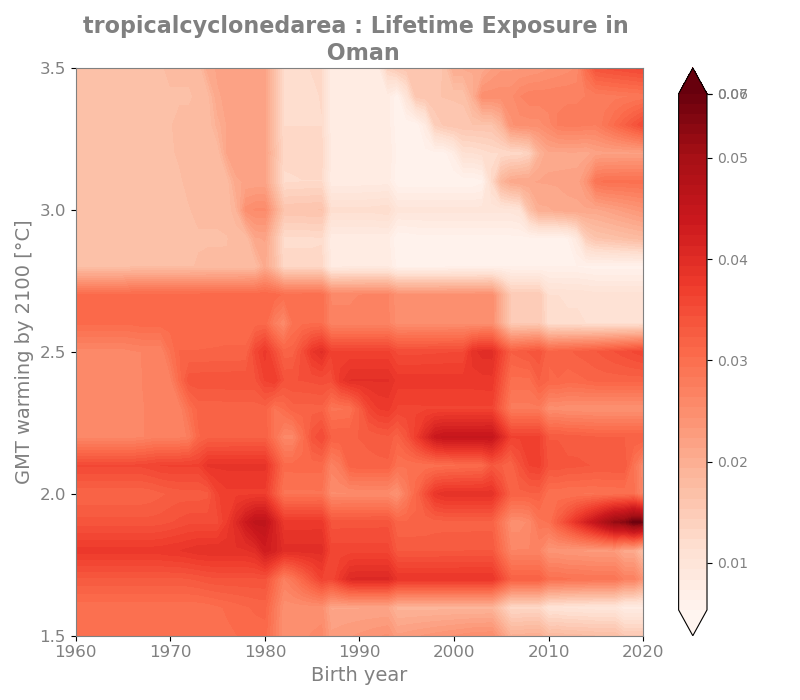 tropicalcyclonedarea : Lifetime Exposure in
Oman
3.5
3.0
2.5
2.0
1.5
GMT warming by 2100 [°C]
1960 1970 1980 1990 2000 2010 2020
Birth year
0.05
0.04
0.03
0.02
0.01